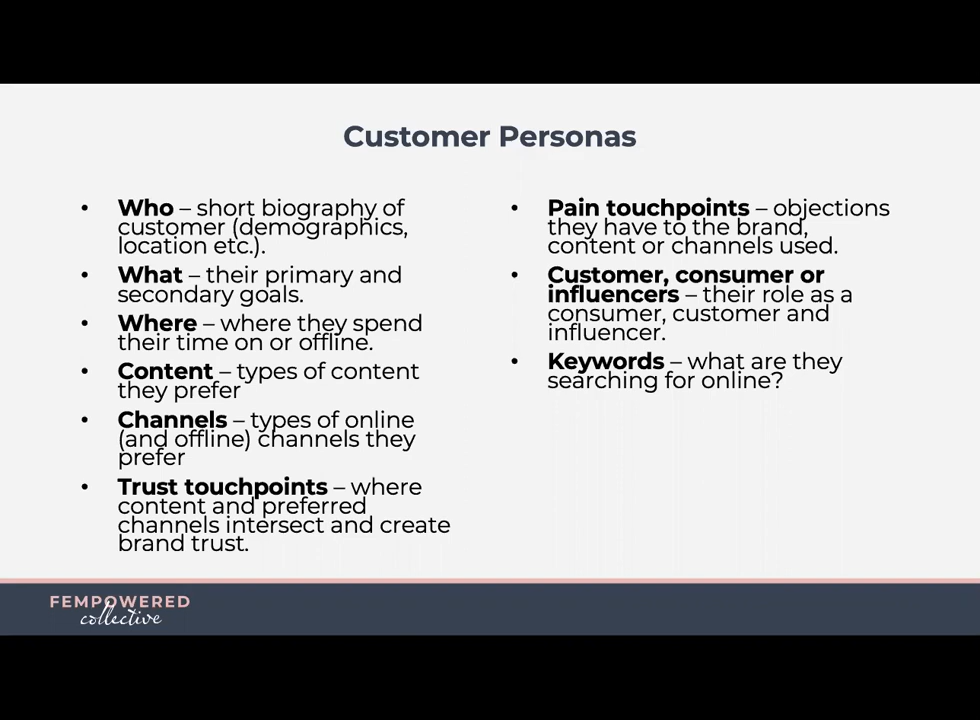 Customer Personas
• Who – short biography of
customer (demographics,
location etc.).
• What – their primary and
secondary goals.
• Where – where they spend
their time on or offline.
• Content – types of content
they prefer
• Channels – types of online
(and offline) channels they
prefer
• Trust touchpoints – where
content and preferred
channels intersect and create
brand trust.
• Pain touchpoints – objections
they have to the brand,
content or channels used.
• Customer, consumer or
influencers – their role as a
consumer, customer and
influencer.
• Keywords – what are they
searching for online?
FEMPOWERED
collective